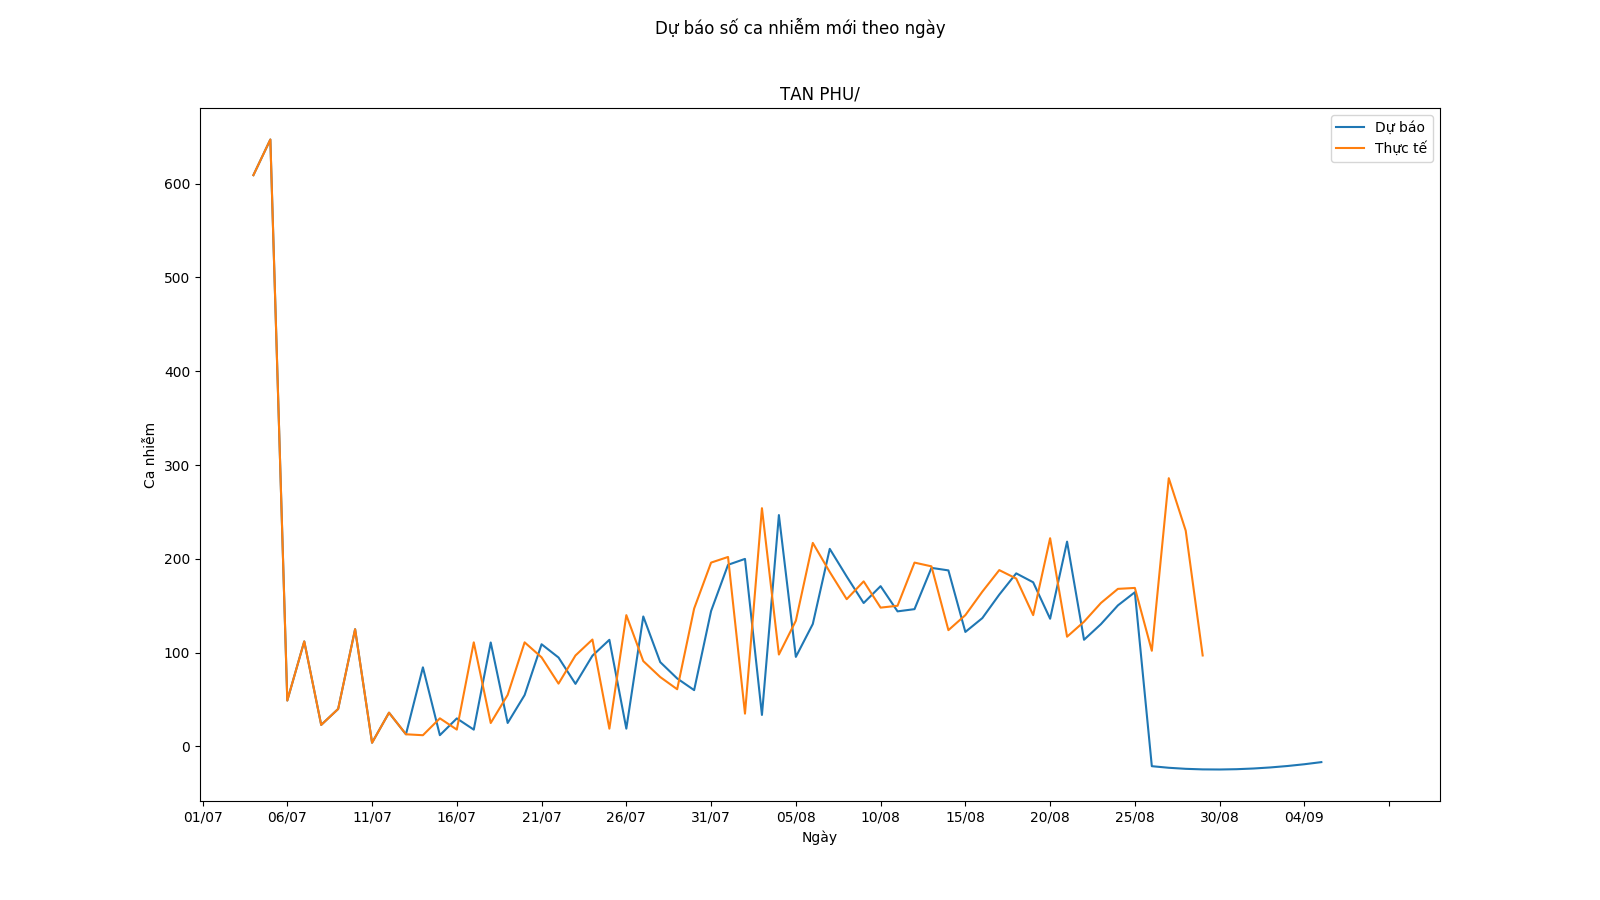 Dự báo số ca nhiễm mới theo ngày
TAN PHU/
Dự báo
Thực tế
600
500
400
300
200
100
0
Ca nhiễm
01/07 06/07 11/07 16/07 21/07 26/07 31/07 05/08 10/08 15/08 20/08 25/08 30/08 04/09
Ngày